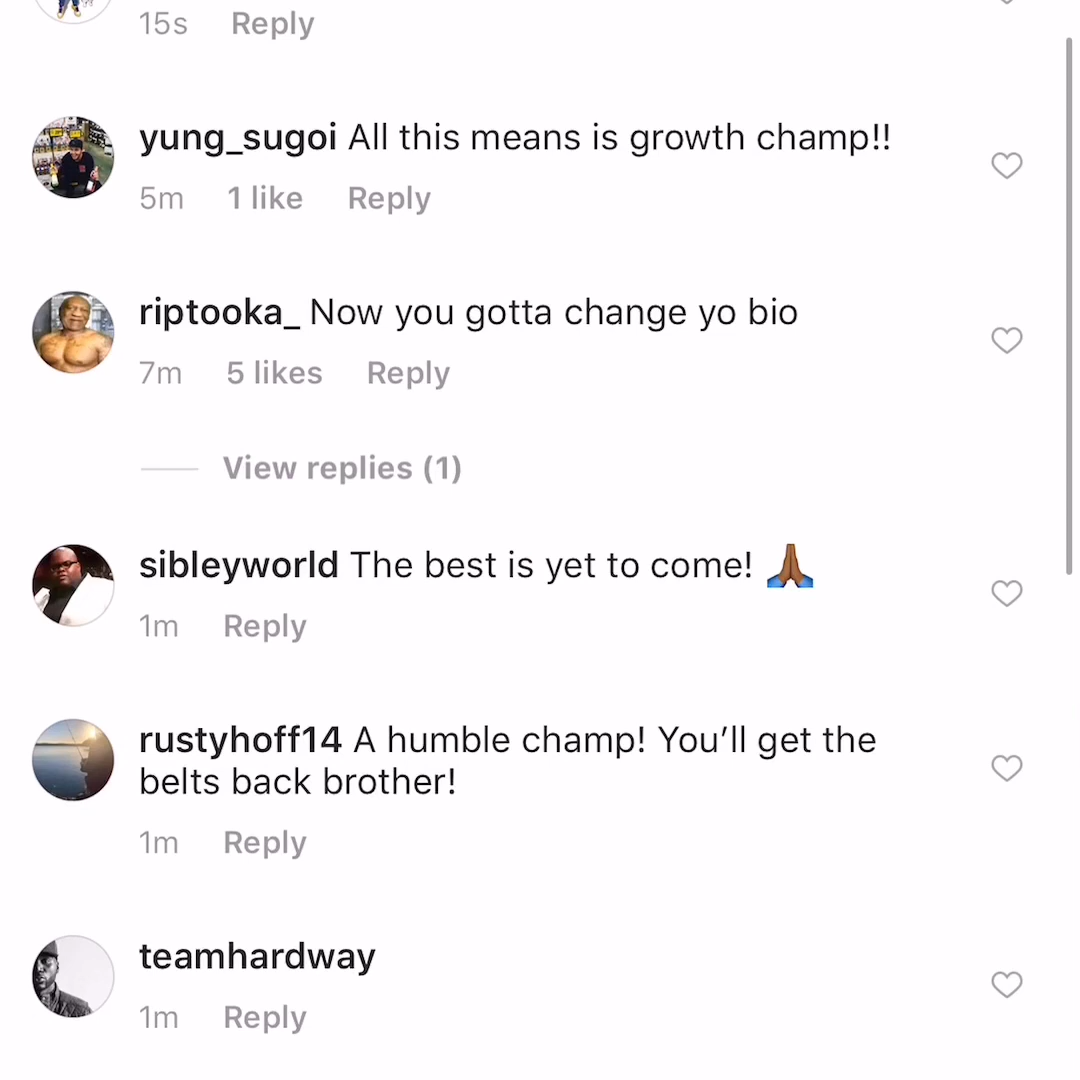 15s Reply
yung_sugoi All this means is growth champ!!
5m 1 like Reply
riptooka_ Now you gotta change yo bio
7m 5 likes Reply
View replies (1)
sibleyworld The best is yet to come! 🙏🏾
1m Reply
rustyhoff14 A humble champ! You’ll get the
belts back brother!
1m Reply
teamhardway
1m Reply